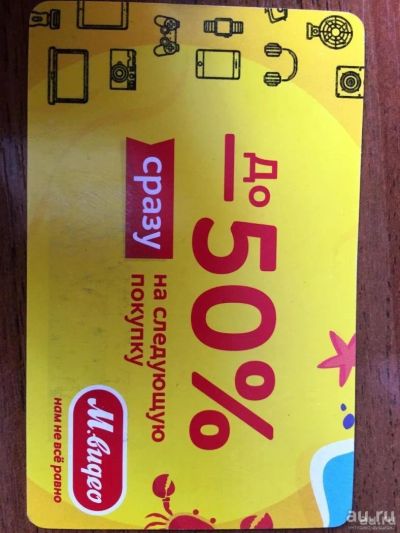 До
50%
сразу
на следующую
покупку
М.видео
нам не всё равно
au.ru